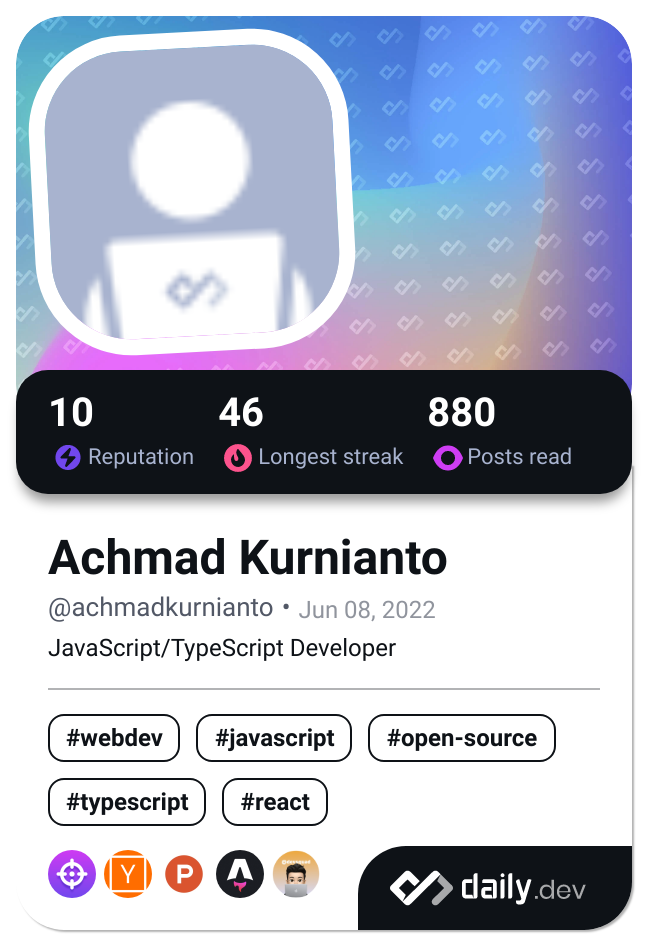 10 46 880
Reputation Longest streak Posts read
Achmad Kurnianto
@achmadkurnianto • Jun 08, 2022
JavaScript/TypeScript Developer
#webdev #javascript #open-source
#typescript #react
Y P
daily.dev